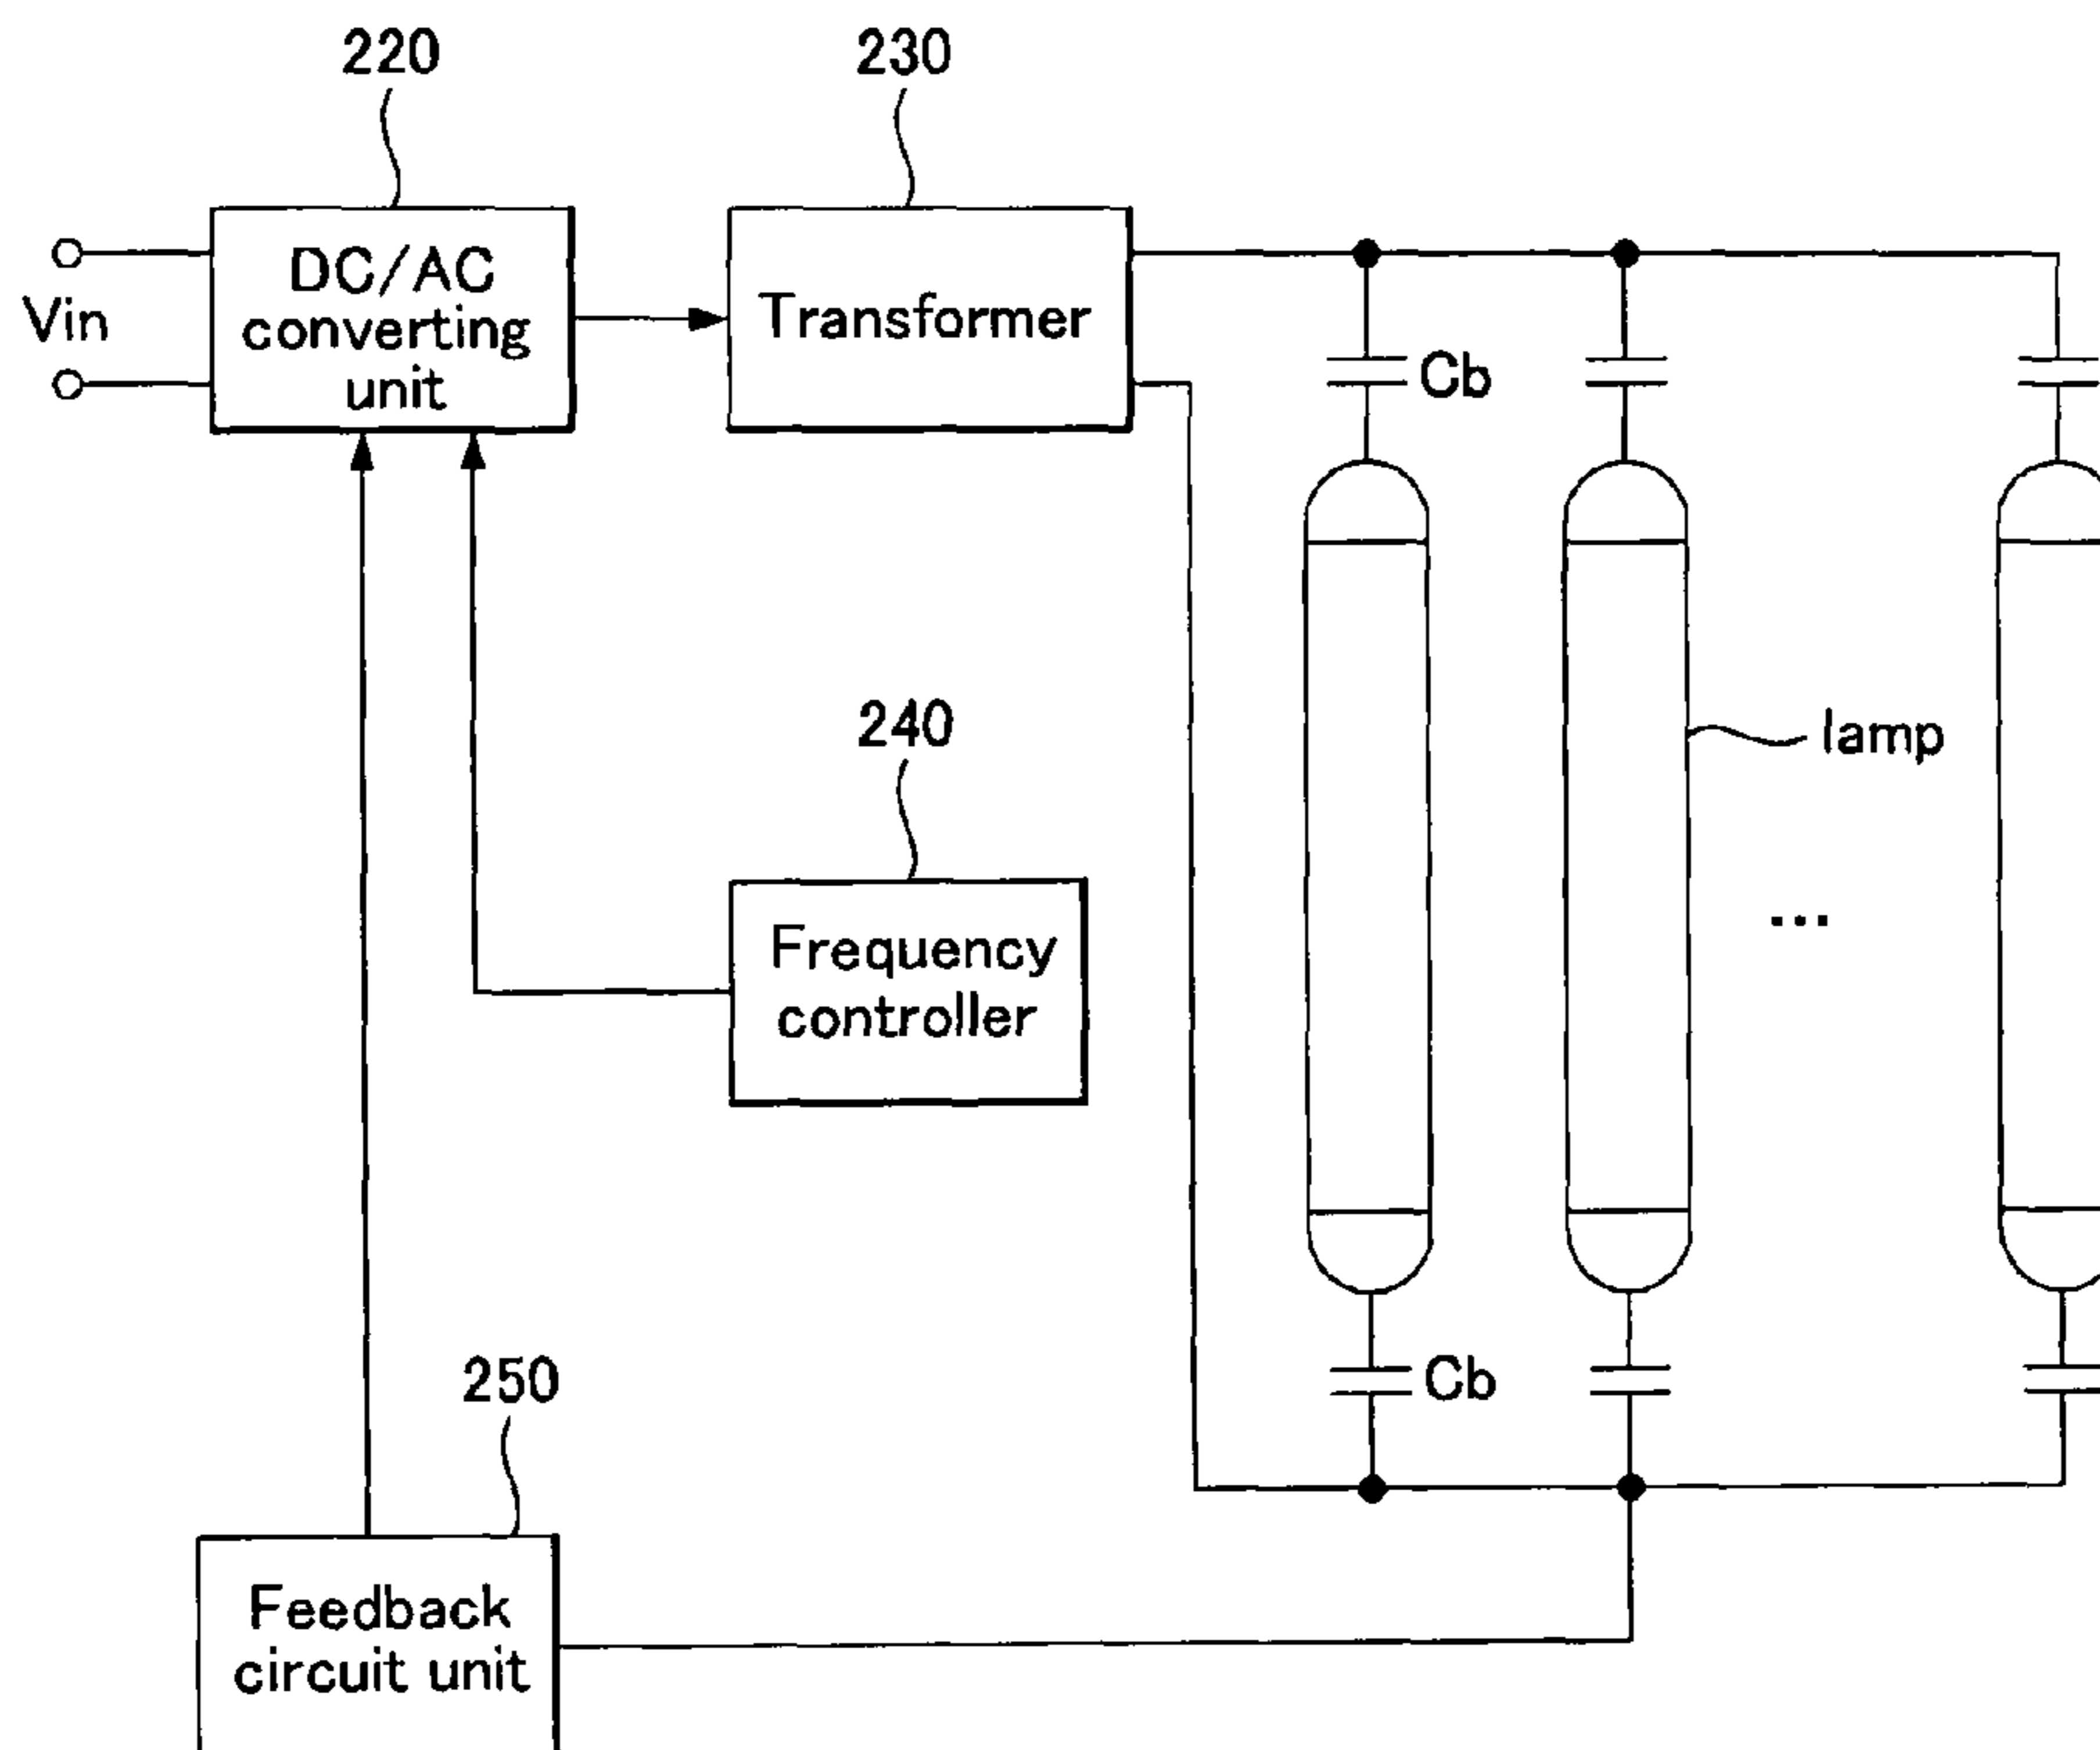 220
230
Vin
DC/AC
converting
unit
Transformer
Cb
240
lamp
Frequency
controller
...
250
Cb
Feedback
circuit unit